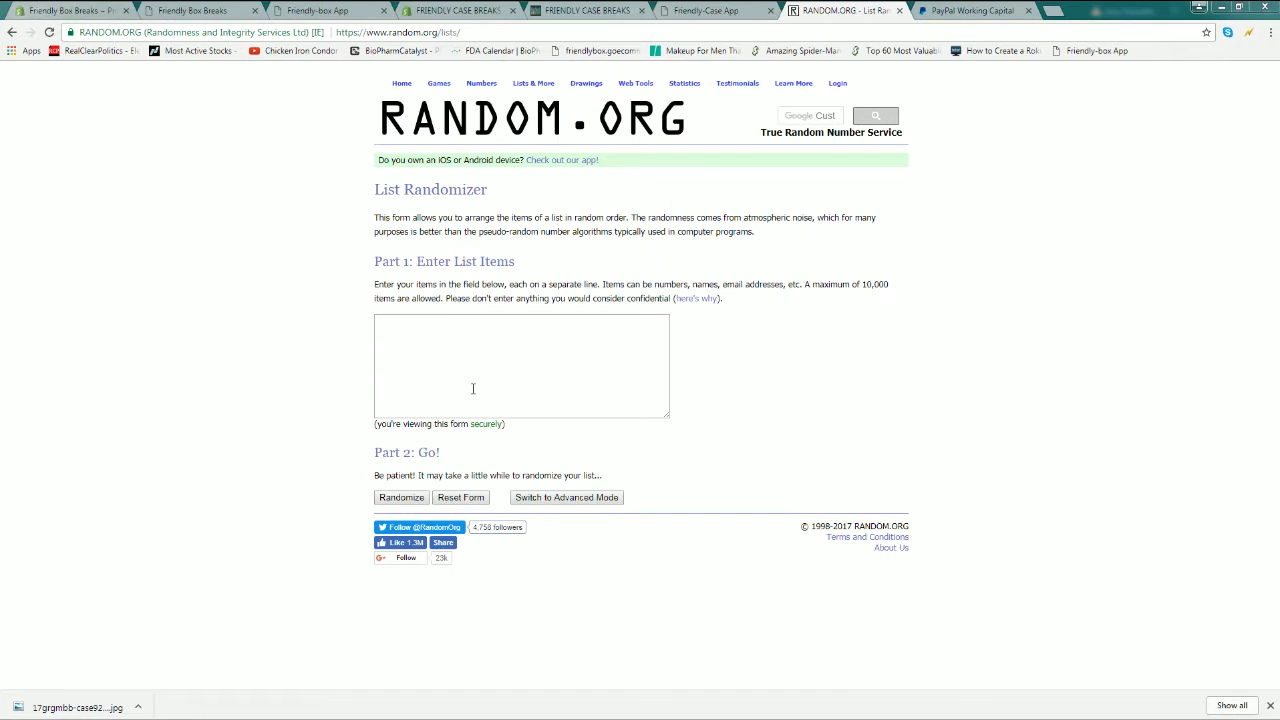 Friendly Box Breaks – Pr
Friendly Box Breaks
Friendly-box App
FRIENDLY CASE BREAKS
FRIENDLY CASE BREAKS
Friendly-Case App
RANDOM.ORG - List Ran
PayPal Working Capital
RANDOM.ORG (Randomness and Integrity Services Ltd) [IE]
https://www.random.org/lists/
Apps
RealClearPolitics - El
Most Active Stocks -
Chicken Iron Condor
BioPharmCatalyst - P
FDA Calendar | BioPh
friendlybox.goecomm
Makeup For Men Tha
Amazing Spider-Man
Top 60 Most Valuabl
How to Create a Roku
Friendly-box App
Home
Games
Numbers
Lists & More
Drawings
Web Tools
Statistics
Testimonials
Learn More
Login
RANDOM.ORG
Google Cust
True Random Number Service
Do you own an iOS or Android device? Check out our app!
List Randomizer
This form allows you to arrange the items of a list in random order. The randomness comes from atmospheric noise, which for many
purposes is better than the pseudo-random number algorithms typically used in computer programs.
Part 1: Enter List Items
Enter your items in the field below, each on a separate line. Items can be numbers, names, email addresses, etc. A maximum of 10,000
items are allowed. Please don't enter anything you would consider confidential (here's why).
(you're viewing this form securely)
Part 2: Go!
Be patient! It may take a little while to randomize your list...
Randomize
Reset Form
Switch to Advanced Mode
Follow @RandomOrg
4,758 followers
Like 1.3M
Share
Follow
23k
© 1998-2017 RANDOM.ORG
Terms and Conditions
About Us
17grgmbb-case92....jpg
Show all